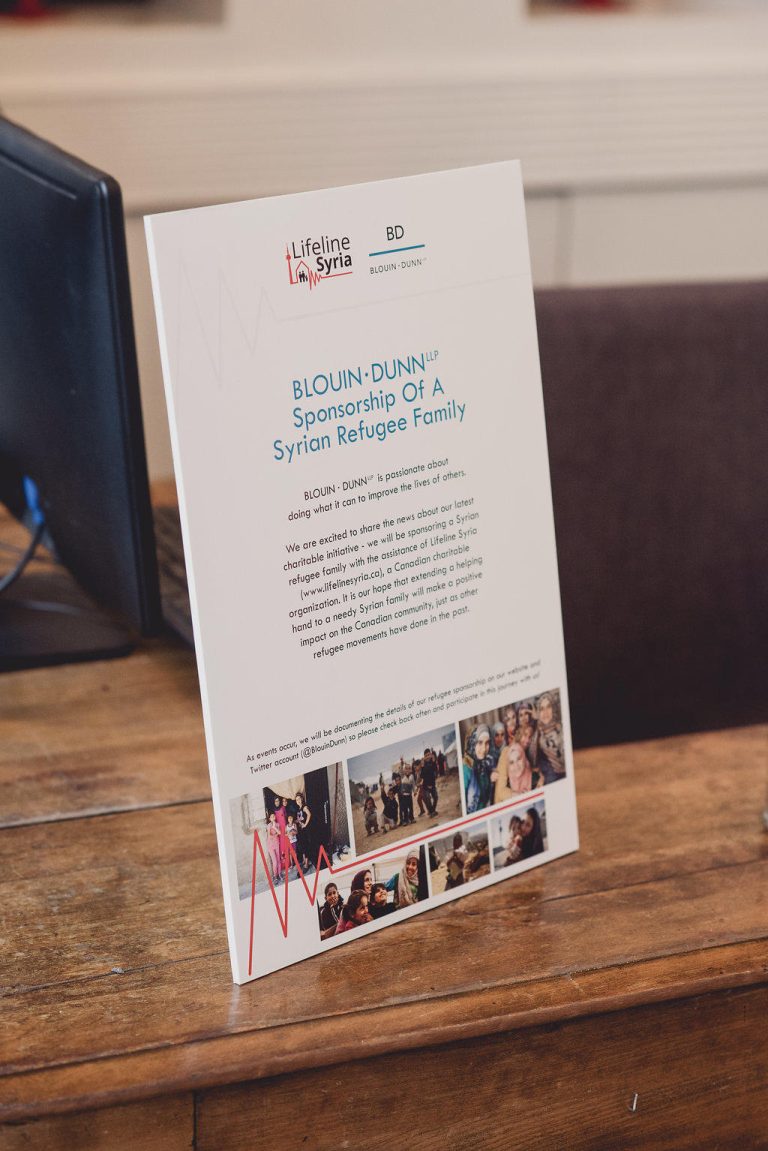 Lifeline
Syria
BD
BLOUIN · DUNN LLP
BLOUIN · DUNN LLP
Sponsorship Of A
Syrian Refugee Family
BLOUIN · DUNN LLP is passionate about
doing what it can to improve the lives of others.
We are excited to share the news about our latest
charitable initiative - we will be sponsoring a Syrian
refugee family with the assistance of Lifeline Syria
(www.lifelinesyria.ca), a Canadian charitable
organization. It is our hope that extending a helping
hand to a needy Syrian family will make a positive
impact on the Canadian community, just as other
refugee movements have done in the past.
As events occur, we will be documenting the details of our refugee sponsorship on our website and
Twitter account (@BlouinDunn) so please check back often and participate in this journey with us!